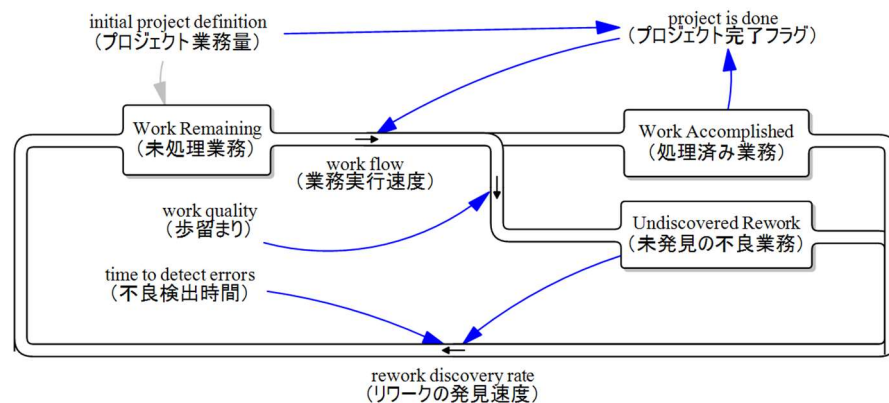 initial project definition
（プロジェクト業務量）
project is done
（プロジェクト完了フラグ）
Work Remaining
（未処理業務）
Work Accomplished
（処理済み業務）
work flow
（業務実行速度）
work quality
（歩留まり）
Undiscovered Rework
（未発見の不良業務）
time to detect errors
（不良検出時間）
rework discovery rate
（リワークの発見速度）